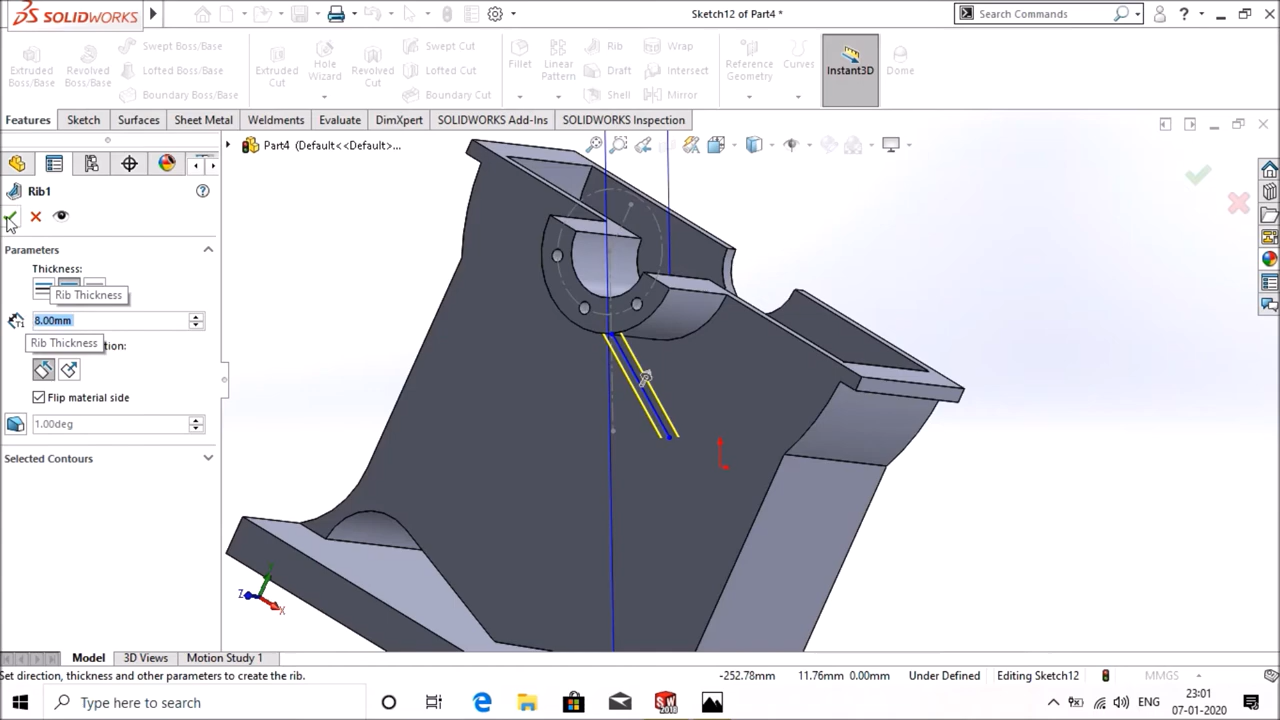 SOLIDWORKS
Sketch12 of Part4 *
Search Commands
?
Extruded Boss/Base
Revolved Boss/Base
Swept Boss/Base
Lofted Boss/Base
Boundary Boss/Base
Extruded Cut
Hole Wizard
Revolved Cut
Swept Cut
Lofted Cut
Boundary Cut
Fillet
Linear Pattern
Rib
Draft
Shell
Wrap
Intersect
Mirror
Reference Geometry
Curves
Instant3D
Dome
Features
Sketch
Surfaces
Sheet Metal
Weldments
Evaluate
DimXpert
SOLIDWORKS Add-Ins
SOLIDWORKS Inspection
Part4 (Default<<Default>...
Rib1
Parameters
Thickness:
Rib Thickness
8.00mm
Rib Thickness
Flip material side
1.00deg
Selected Contours
Y
Z
X
Model
3D Views
Motion Study 1
Set direction, thickness and other parameters to create the rib.
-252.78mm
11.76mm 0.00mm
Under Defined
Editing Sketch12
MMGS
Type here to search
SW
2018
ENG
23:01
07-01-2020